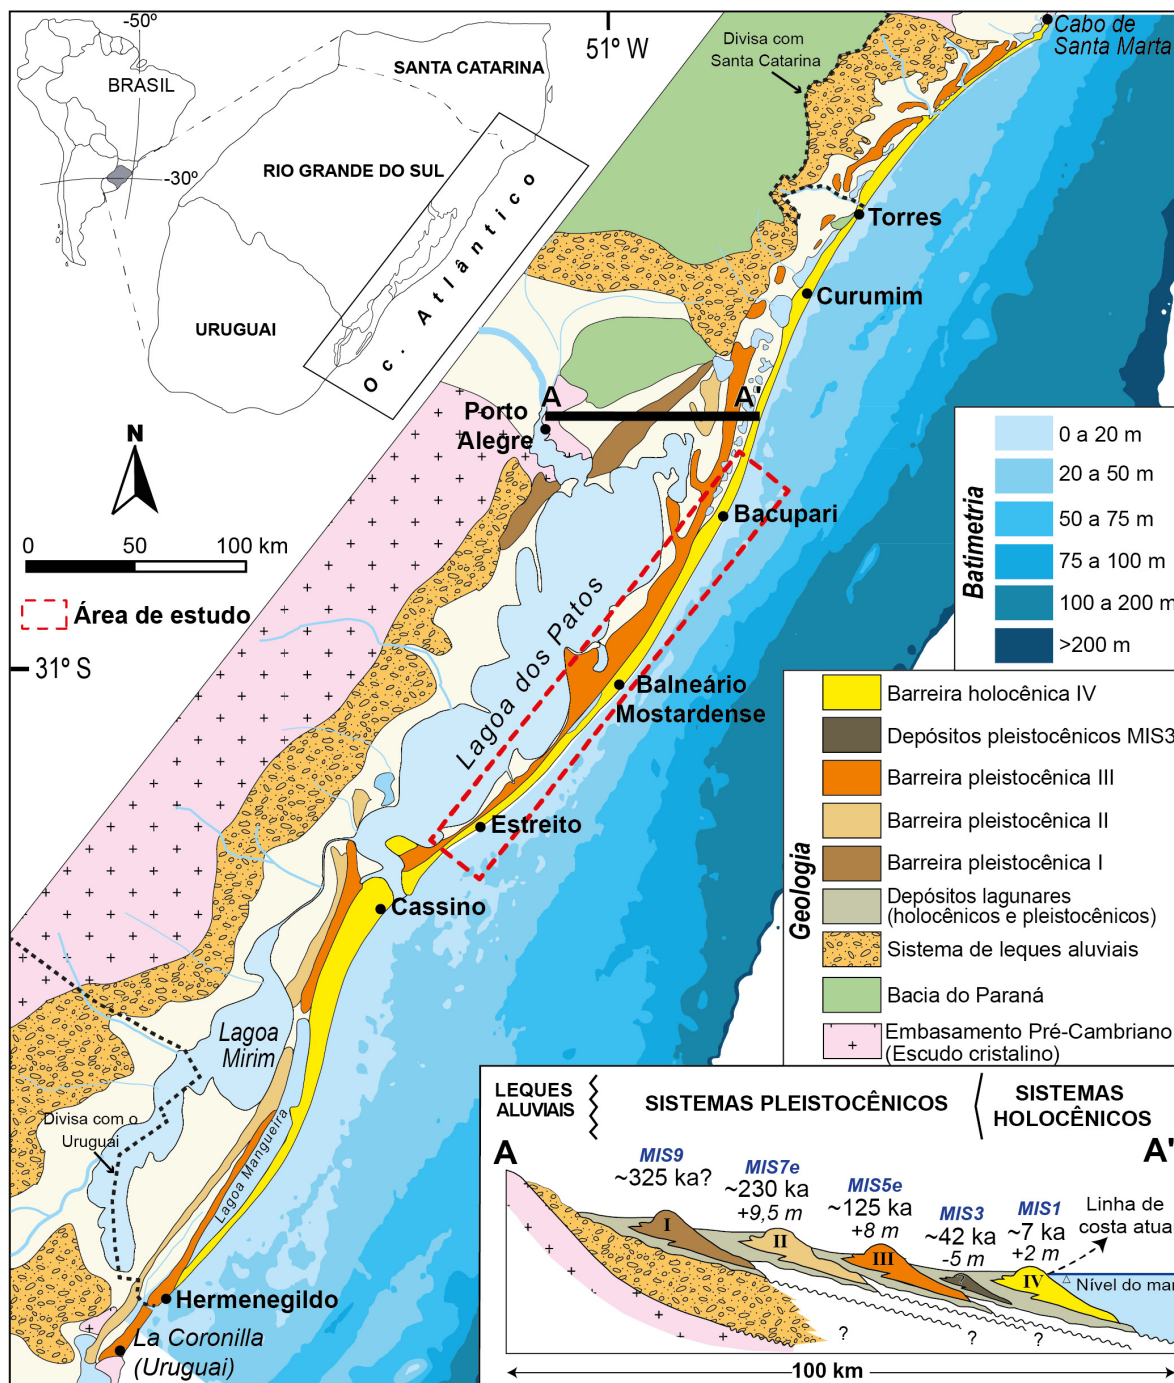 -50º
BRASIL
-30º
SANTA CATARINA
RIO GRANDE DO SUL
URUGUAI
Oc. Atlântico
51º W
Divisa com
Santa Catarina
Cabo de
Santa Marta
Torres
Curumim
A
A'
Porto
Alegre
N
0 50 100 km
Área de estudo
31º S
Bacupari
Lagoa dos Patos
Balneário
Mostardense
Estreito
Cassino
Lagoa
Mirim
Divisa com o
Uruguai
Lagoa Mangueira
Hermenegildo
La Coronilla
(Uruguai)
Batimetria
0 a 20 m
20 a 50 m
50 a 75 m
75 a 100 m
100 a 200 m
>200 m
Geologia
Barreira holocênica IV
Depósitos pleistocênicos MIS3
Barreira pleistocênica III
Barreira pleistocênica II
Barreira pleistocênica I
Depósitos lagunares
(holocênicos e pleistocênicos)
Sistema de leques aluviais
Bacia do Paraná
Embasamento Pré-Cambriano
(Escudo cristalino)
LEQUES
ALUVIAIS
SISTEMAS PLEISTOCÊNICOS
SISTEMAS
HOLOCÊNICOS
A
A'
MIS9
~325 ka?
MIS7e
~230 ka
+9,5 m
MIS5e
~125 ka
+8 m
MIS3
~42 ka
-5 m
MIS1
~7 ka
+2 m
Linha de
costa atua
Nível do mar
I
II
III
?
IV
? ? ?
100 km